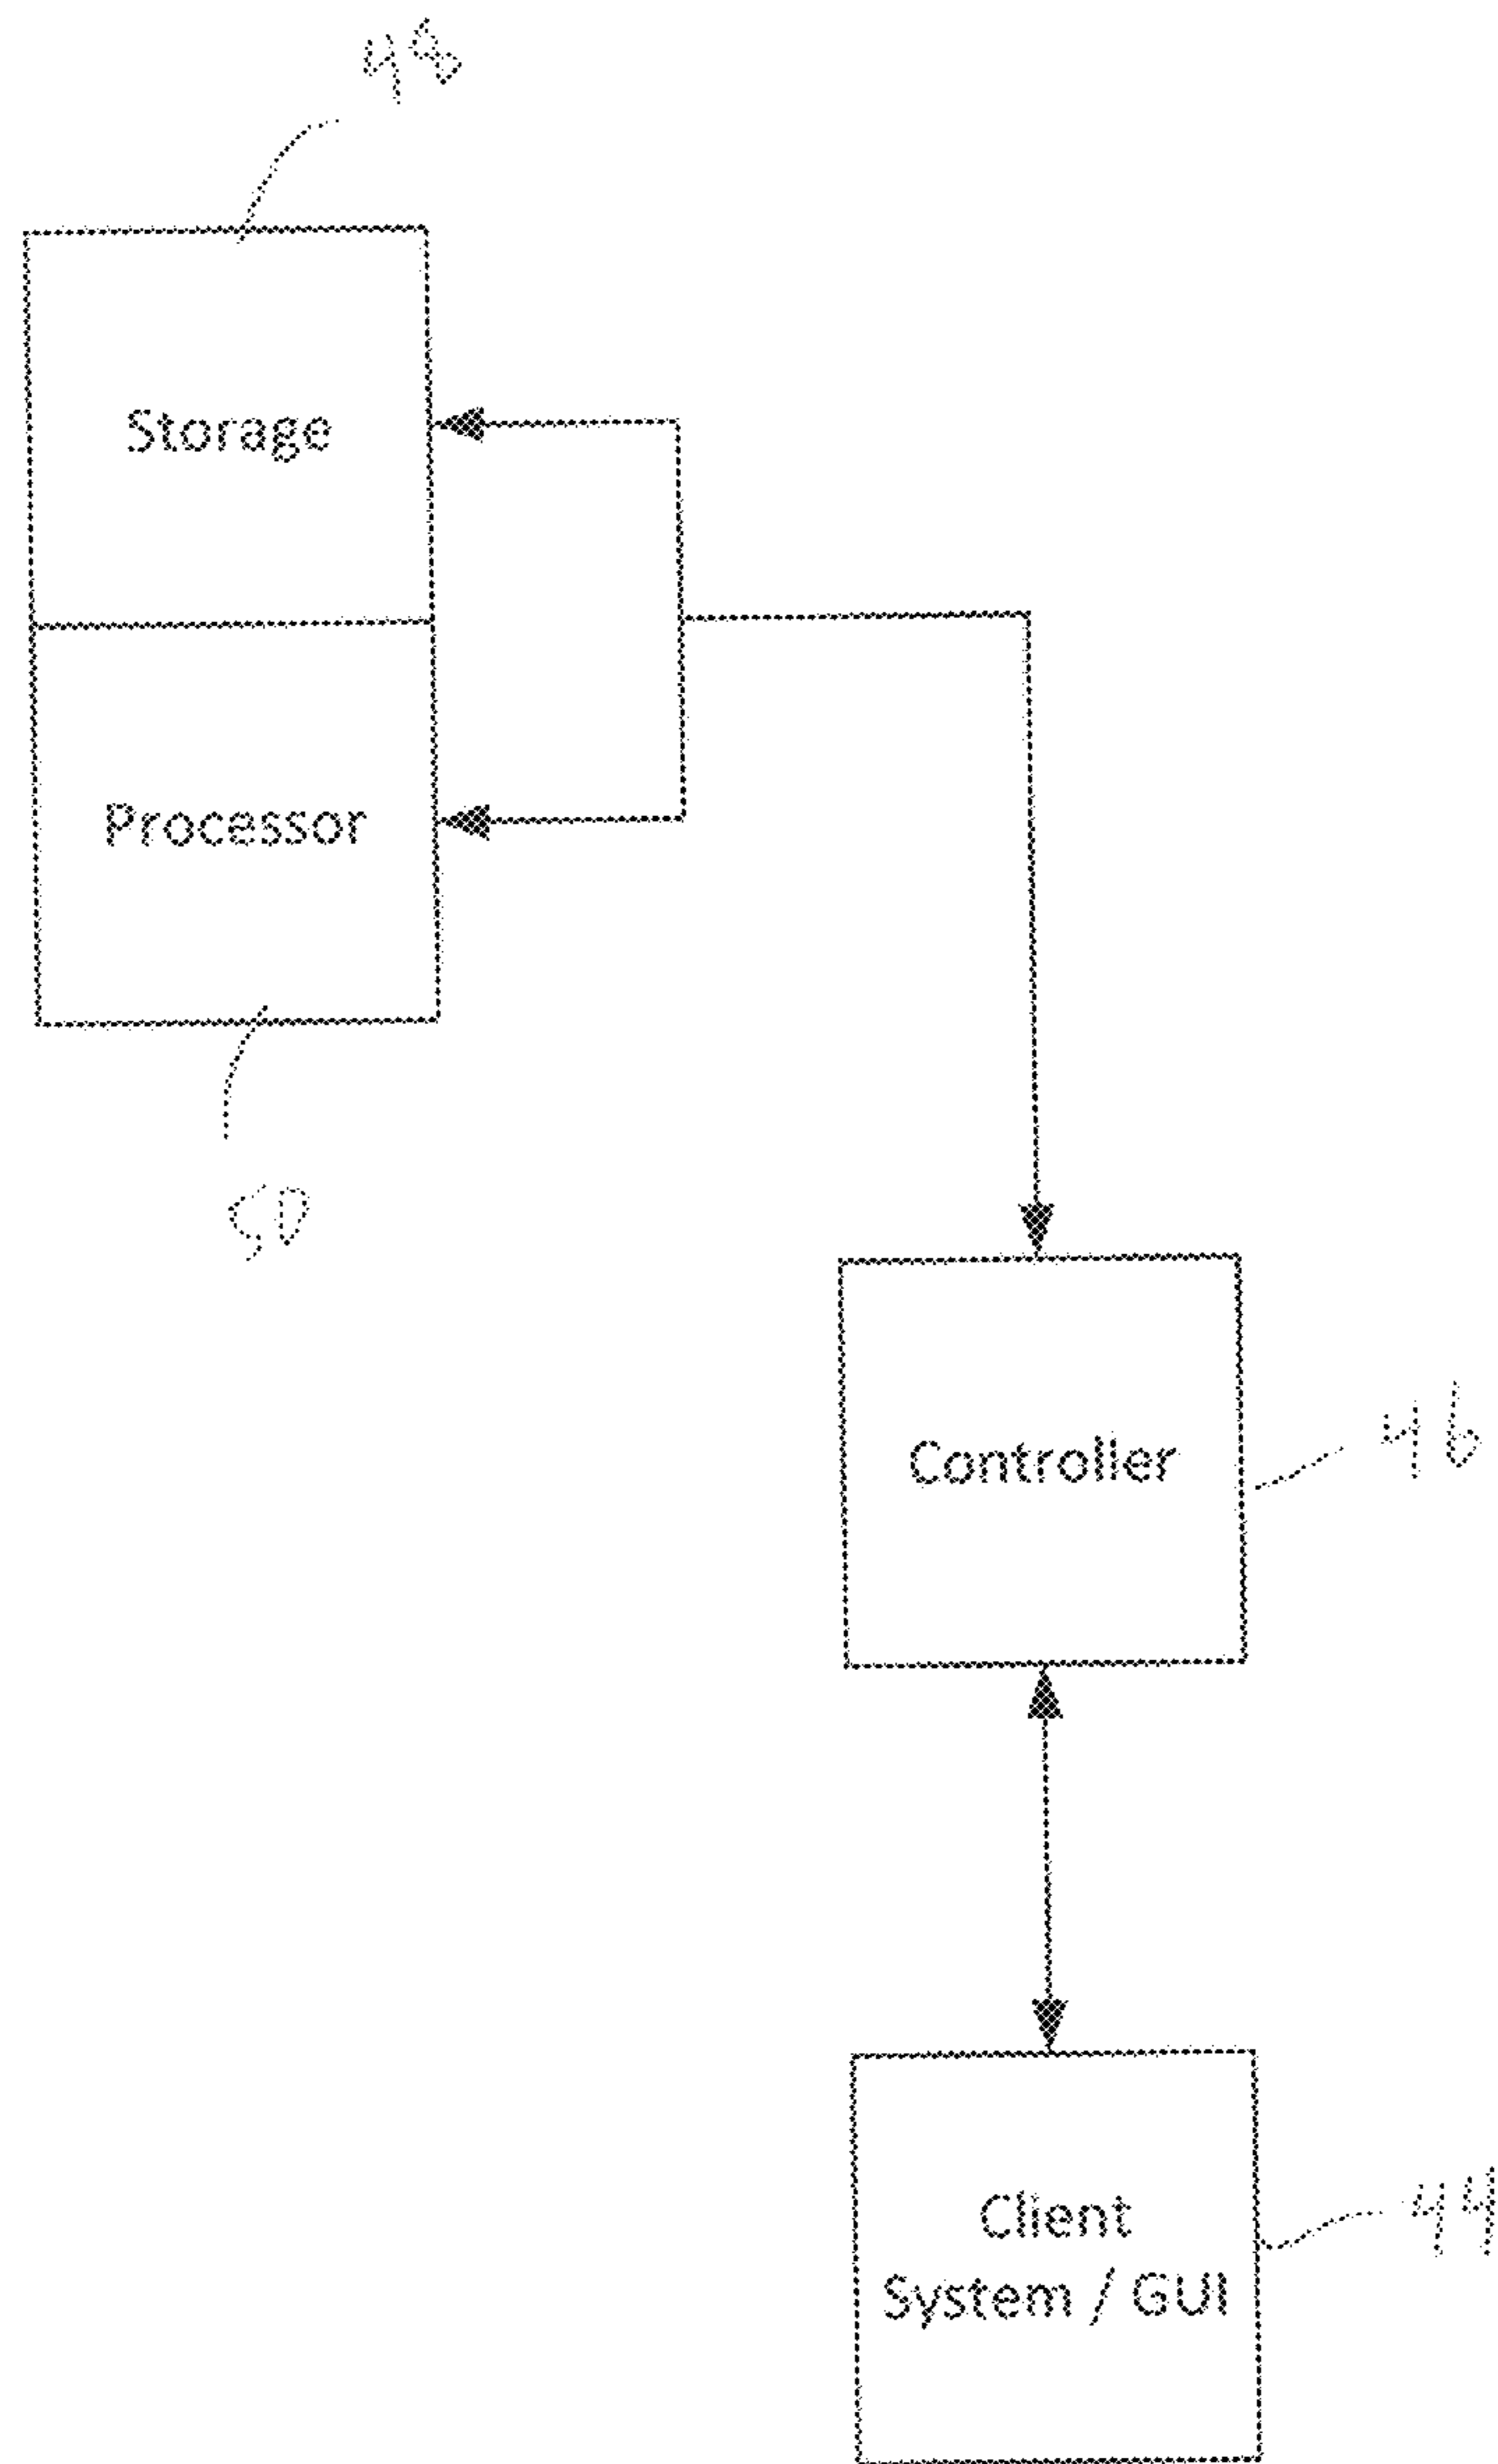 48
Storage
Processor
50
Controller
46
Client
System / GUI
44